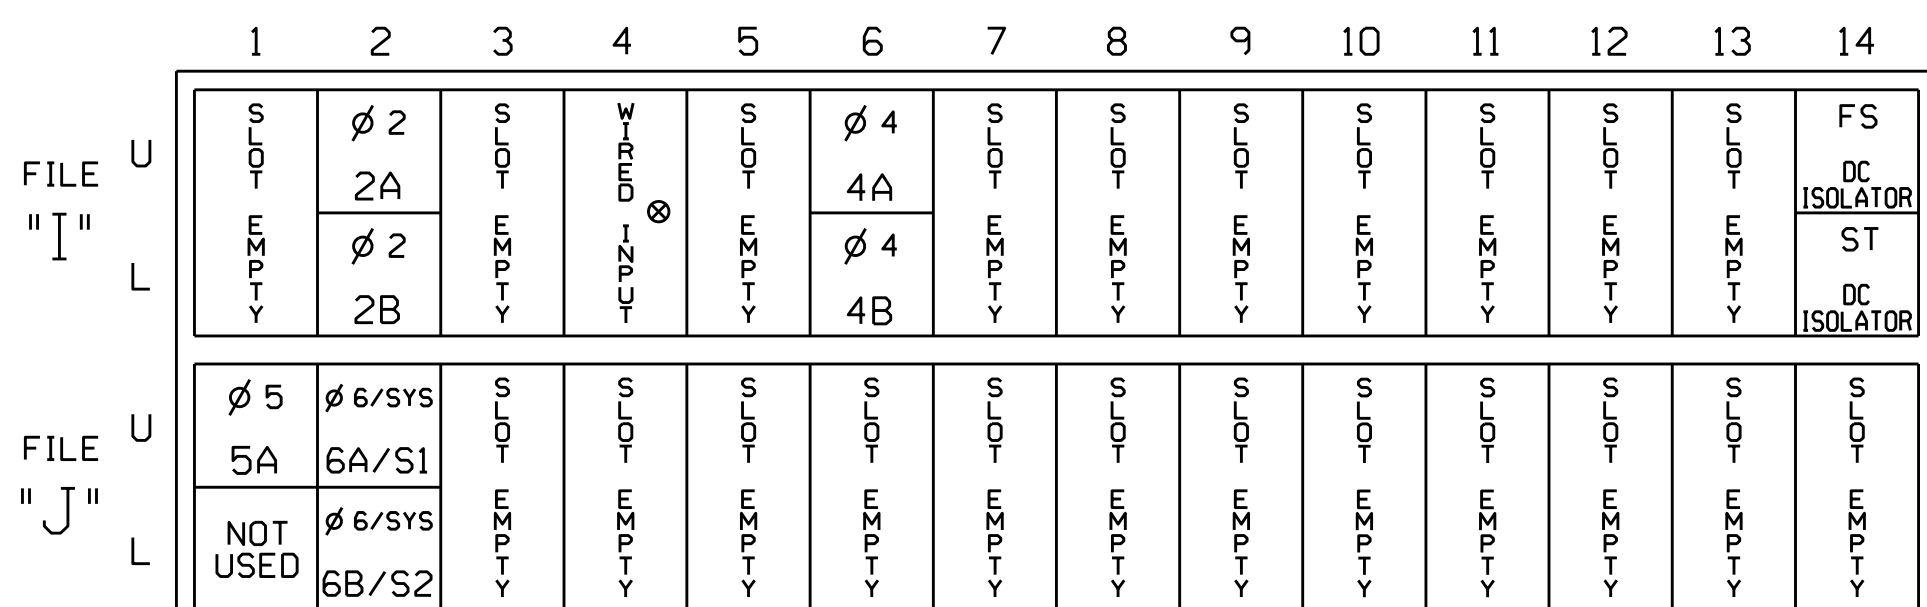 1 2 3 4 5 6 7 8 9 10 11 12 13 14
FILE "I"
U
L
SLOT EMPTY
Ø 2
2A
Ø 2
2B
SLOT EMPTY
WIRED INPUT
SLOT EMPTY
Ø 4
4A
Ø 4
4B
SLOT EMPTY
SLOT EMPTY
SLOT EMPTY
SLOT EMPTY
SLOT EMPTY
SLOT EMPTY
SLOT EMPTY
FS
DC
ISOLATOR
ST
DC
ISOLATOR
FILE "J"
U
L
Ø 5
5A
NOT
USED
Ø 6/SYS
6A/S1
Ø 6/SYS
6B/S2
SLOT EMPTY
SLOT EMPTY
SLOT EMPTY
SLOT EMPTY
SLOT EMPTY
SLOT EMPTY
SLOT EMPTY
SLOT EMPTY
SLOT EMPTY
SLOT EMPTY
SLOT EMPTY
SLOT EMPTY